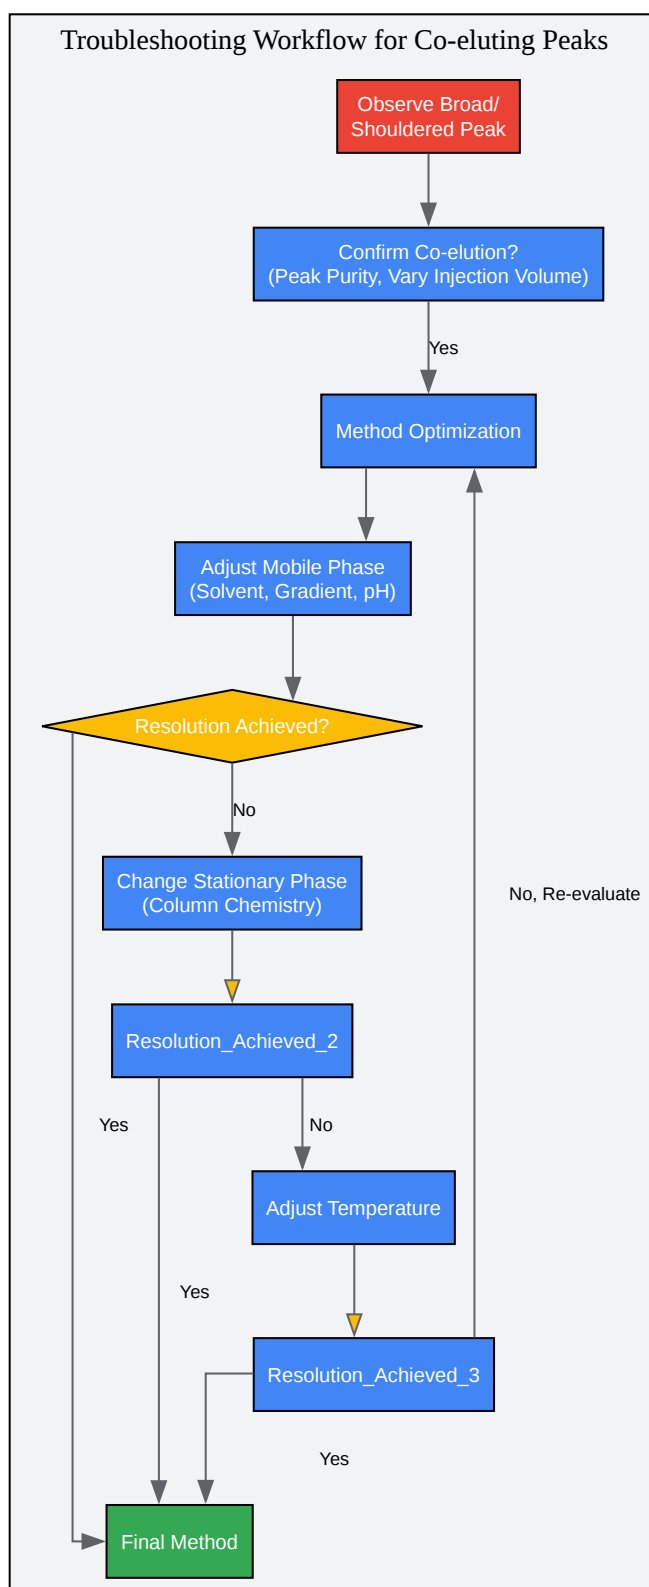 Troubleshooting Workflow for Co-eluting Peaks
Observe Broad/
Shouldered Peak
Confirm Co-elution?
(Peak Purity, Vary Injection Volume)
Yes
Method Optimization
Adjust Mobile Phase
(Solvent, Gradient, pH)
Resolution Achieved?
No
Change Stationary Phase
(Column Chemistry)
No, Re-evaluate
Resolution_Achieved_2
Yes
No
Adjust Temperature
Yes
Resolution_Achieved_3
Yes
Final Method